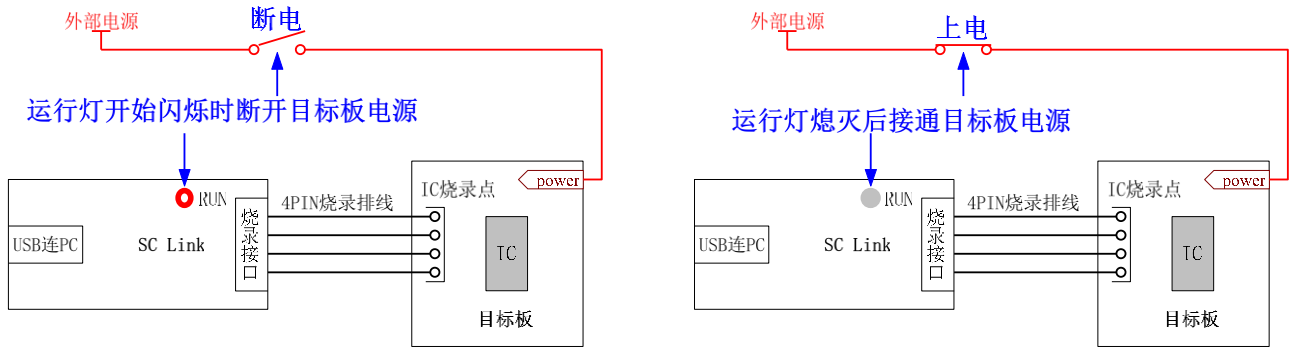 外部电源
断电
运行灯开始闪烁时断开目标板电源
RUN
USB连PC
SC Link
烧录接口
4PIN烧录排线
IC烧录点
power
TC
目标板
外部电源
上电
运行灯熄灭后接通目标板电源
RUN
USB连PC
SC Link
烧录接口
4PIN烧录排线
IC烧录点
power
TC
目标板